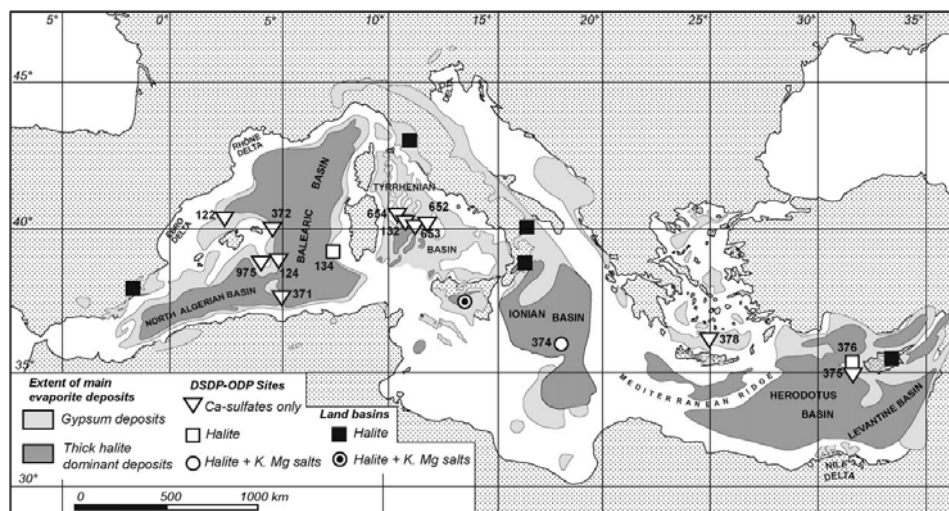 5° 0° 5° 10° 15° 20° 25° 30° 35°
45°
RHÔNE DELTA
BASIN
TYRRHENIAN
EBRO DELTA
122
372
BALEARIC
654
652
40°
132
653
BASIN
975
124
134
371
NORTH ALGERIAN BASIN
IONIAN BASIN
374
378
376
375
35°
MEDITERRANEAN RIDGE
HERODOTUS BASIN
LEVANTINE BASIN
NILE DELTA
Extent of main evaporite deposits
Gypsum deposits
Thick halite dominant deposits
DSDP-ODP Sites
Ca-sulfates only
Halite
Halite + K. Mg salts
Land basins
Halite
Halite + K. Mg salts
30°
0 500 1000 km